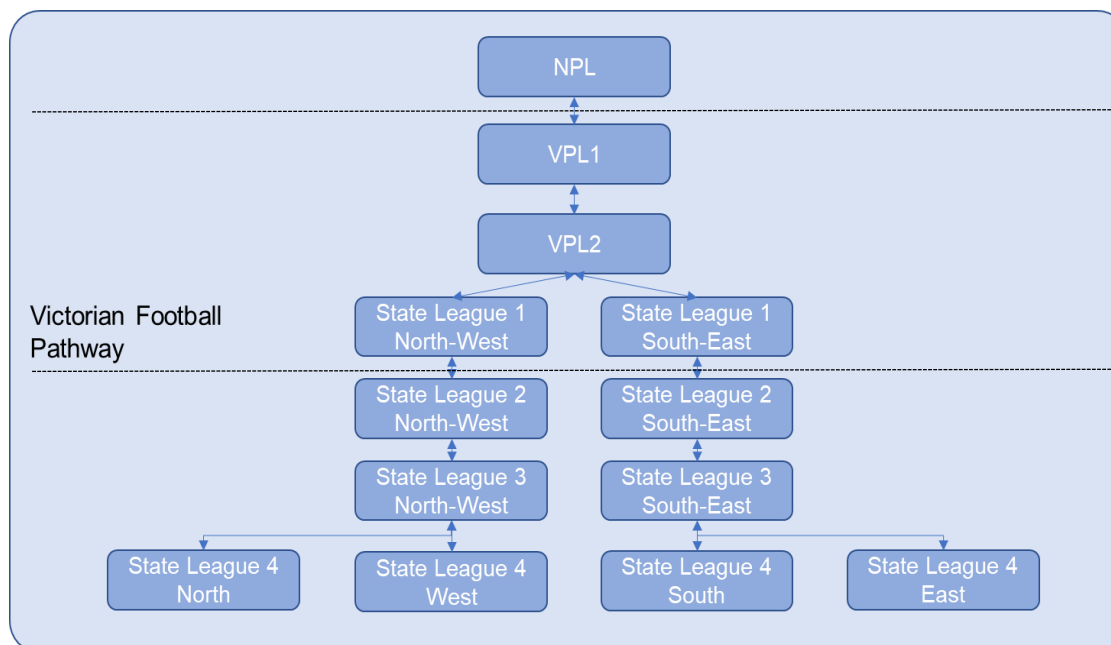 NPL
VPL1
VPL2
Victorian Football
Pathway
State League 1
North-West
State League 1
South-East
State League 2
North-West
State League 2
South-East
State League 3
North-West
State League 3
South-East
State League 4
North
State League 4
West
State League 4
South
State League 4
East